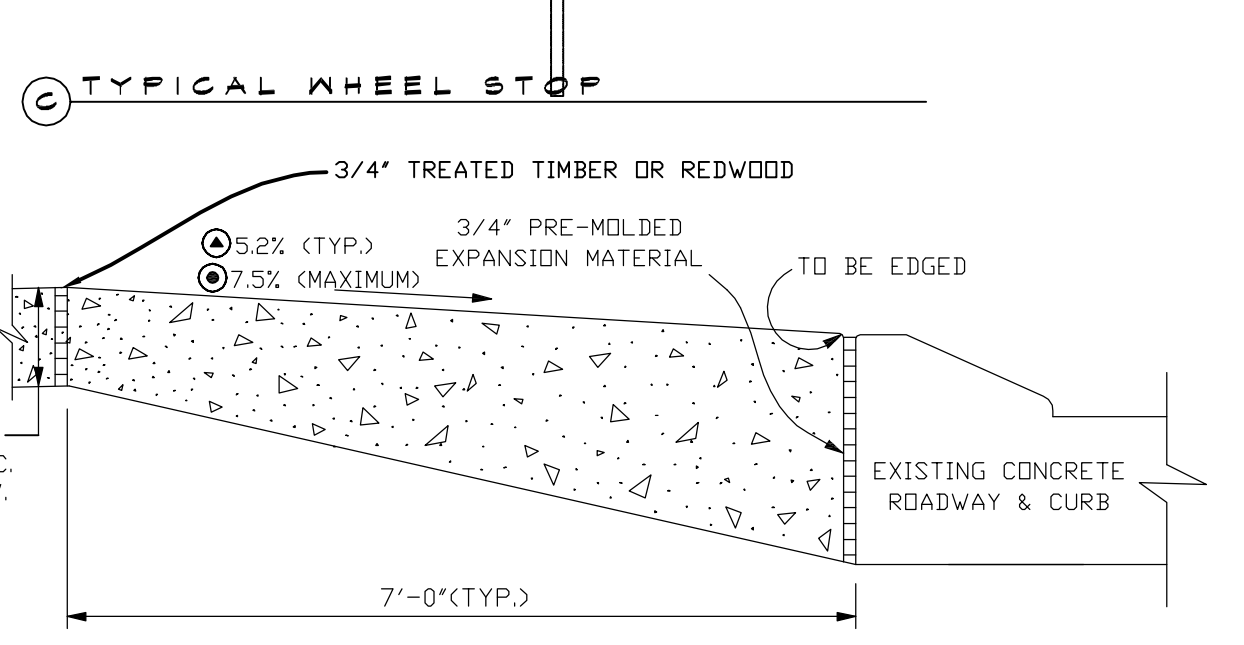 C TYPICAL WHEEL STOP
3/4" TREATED TIMBER OR REDWOOD
3/4" PRE-MOLDED
EXPANSION MATERIAL
5.2% (TYP.)
7.5% (MAXIMUM)
TO BE EDGED
C.
EXISTING CONCRETE
ROADWAY & CURB
7'-0"(TYP.)